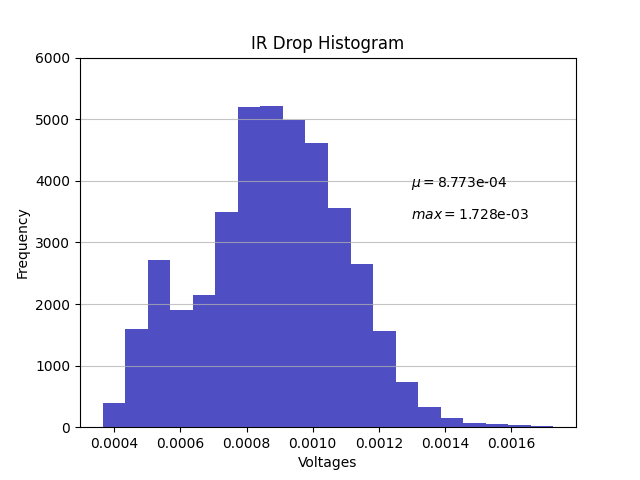 IR Drop Histogram
6000
5000
4000
3000
2000
1000
0
Frequency
μ = 8.773e-04
max = 1.728e-03
0.0004 0.0006 0.0008 0.0010 0.0012 0.0014 0.0016
Voltages